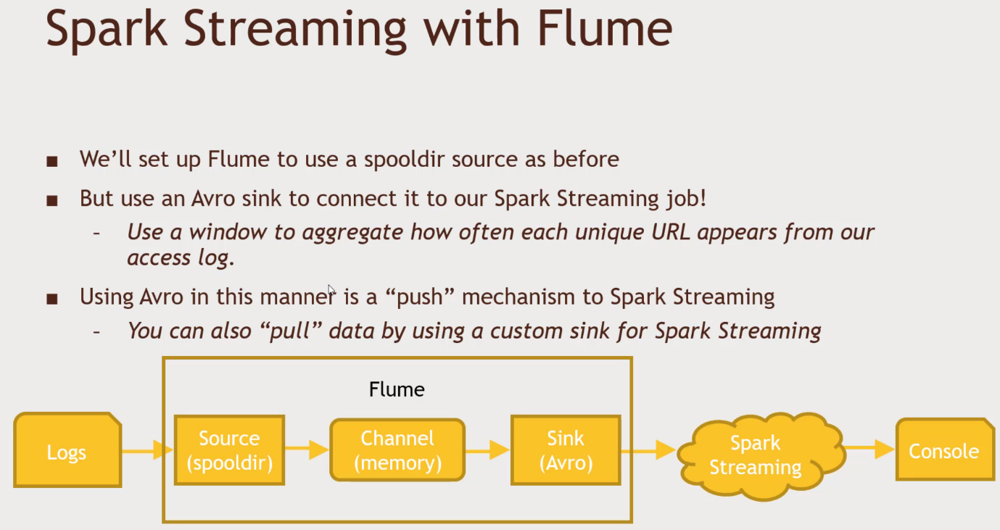 Spark Streaming with Flume
■ We’ll set up Flume to use a spooldir source as before
■ But use an Avro sink to connect it to our Spark Streaming job!
– Use a window to aggregate how often each unique URL appears from our
access log.
■ Using Avro in this manner is a “push” mechanism to Spark Streaming
– You can also “pull” data by using a custom sink for Spark Streaming
Flume
Logs
Source
(spooldir)
Channel
(memory)
Sink
(Avro)
Spark
Streaming
Console